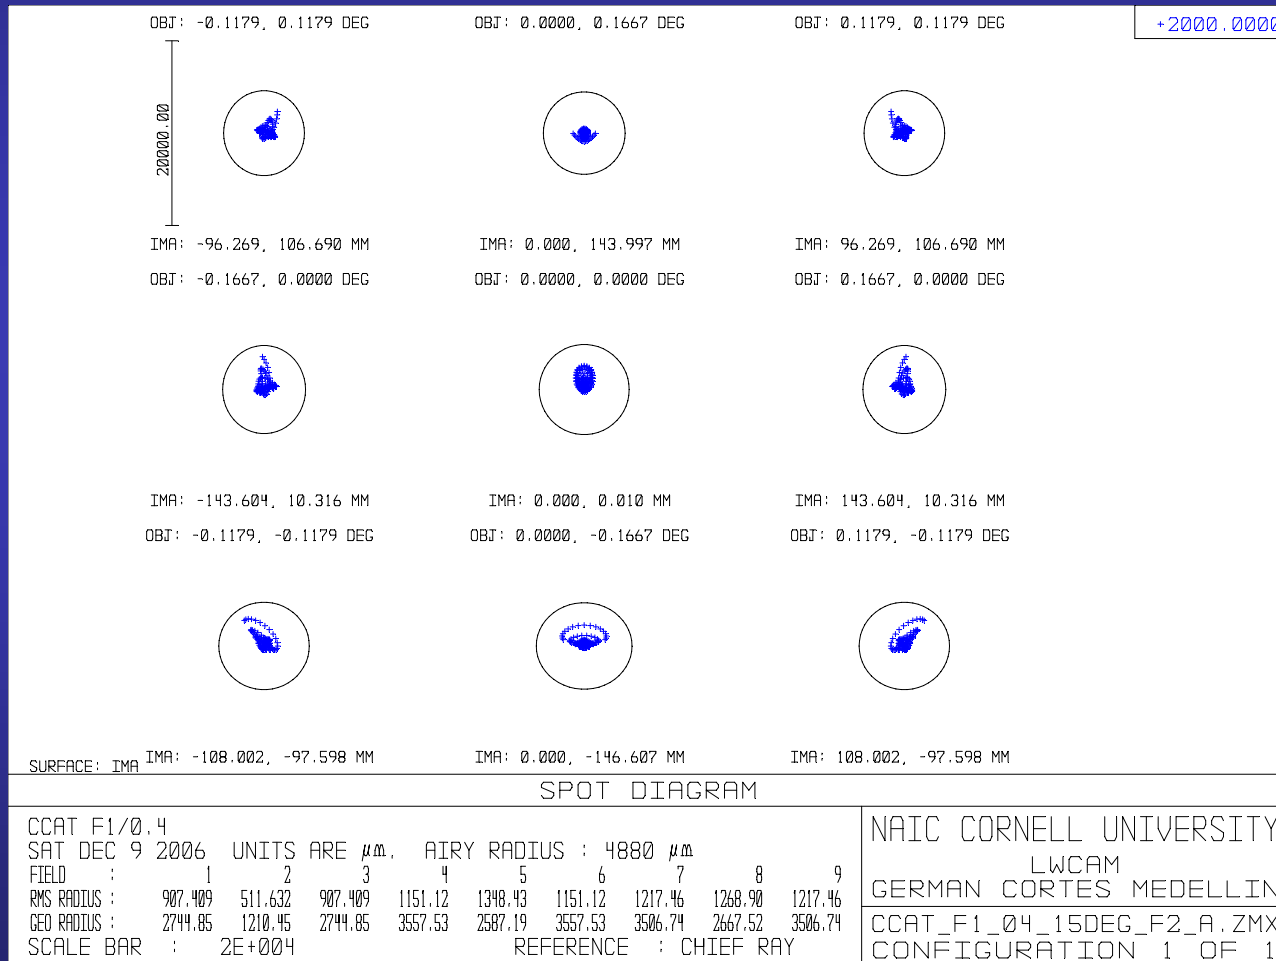 OBJ: -0.1179, 0.1179 DEG
OBJ: 0.0000, 0.1667 DEG
OBJ: 0.1179, 0.1179 DEG
+2000.0000
20000.00
IMA: -96.269, 106.690 MM
IMA: 0.000, 143.997 MM
IMA: 96.269, 106.690 MM
OBJ: -0.1667, 0.0000 DEG
OBJ: 0.0000, 0.0000 DEG
OBJ: 0.1667, 0.0000 DEG
IMA: -143.604, 10.316 MM
IMA: 0.000, 0.010 MM
IMA: 143.604, 10.316 MM
OBJ: -0.1179, -0.1179 DEG
OBJ: 0.0000, -0.1667 DEG
OBJ: 0.1179, -0.1179 DEG
IMA: -108.002, -97.598 MM
IMA: 0.000, -146.607 MM
IMA: 108.002, -97.598 MM
SURFACE: IMA
SPOT DIAGRAM
CCAT F1/0.4
SAT DEC 9 2006 UNITS ARE µm. AIRY RADIUS : 4880 µm
FIELD : 1 2 3 4 5 6 7 8 9
RMS RADIUS : 907.409 511.632 907.409 1151.12 1348.43 1151.12 1217.46 1268.90 1217.46
GEO RADIUS : 2744.85 1210.45 2744.85 3557.53 2587.19 3557.53 3506.74 2667.52 3506.74
SCALE BAR : 2E+004 REFERENCE : CHIEF RAY
NAIC CORNELL UNIVERSITY
LWCAM
GERMAN CORTES MEDELLIN
CCAT_F1_04_15DEG_F2_A.ZMX
CONFIGURATION 1 OF 1